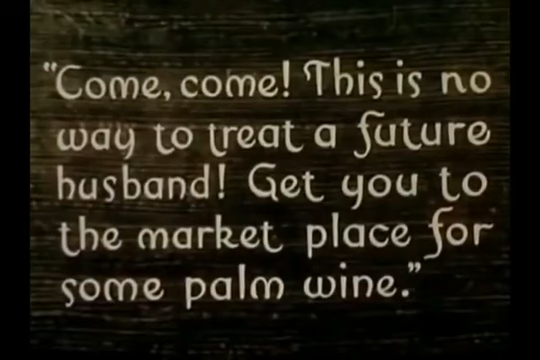 "Come, come! This is no
way to treat a future
husband! Get you to
the market place for
some palm wine."